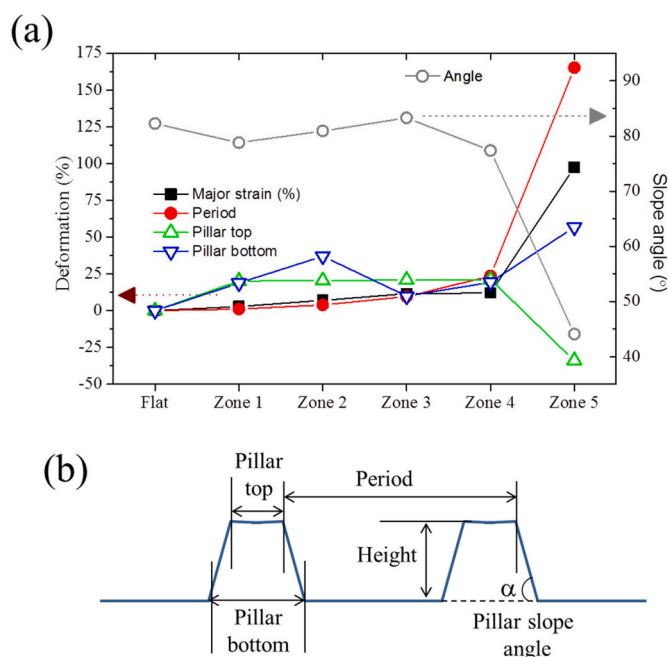 (a)
175
150
125
100
75
50
25
0
-25
-50
Deformation (%)
90
80
70
60
50
40
Slope angle (º)
Angle
Major strain (%)
Period
Pillar top
Pillar bottom
Flat Zone 1 Zone 2 Zone 3 Zone 4 Zone 5
(b)
Pillar
top
Period
Height
α
Pillar
bottom
Pillar slope
angle